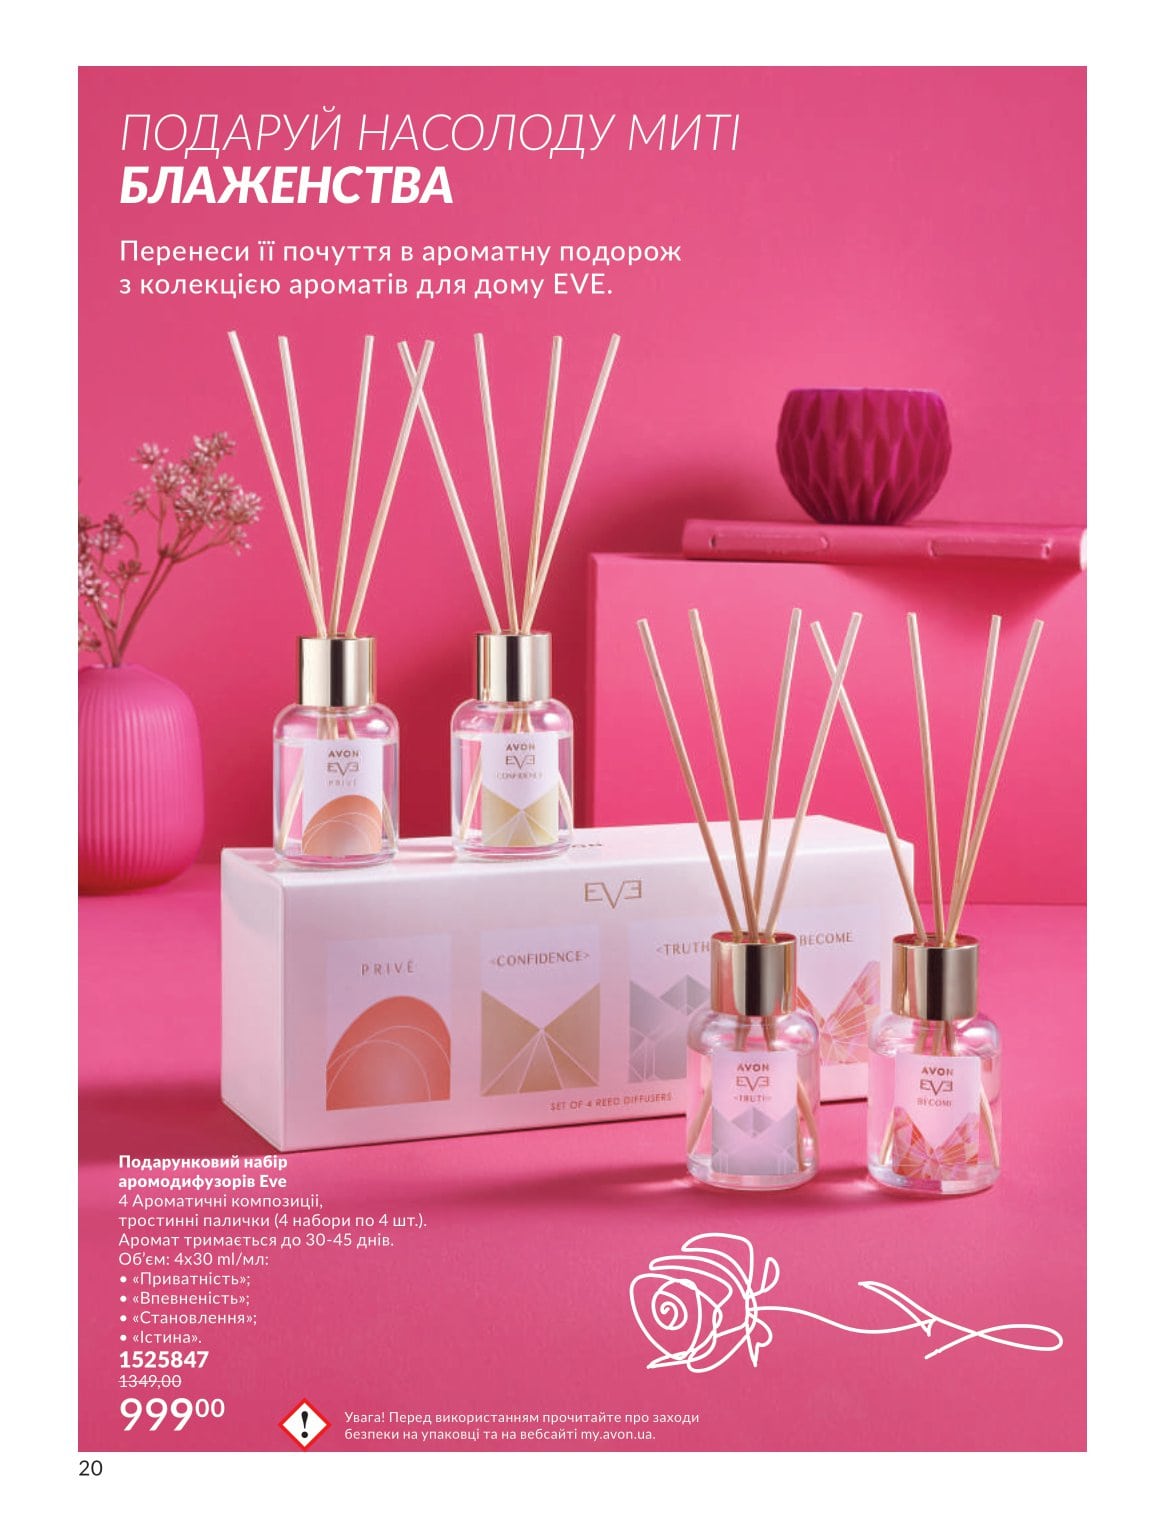 ПОДАРУЙ НАСОЛОДУ МИТІ
БЛАЖЕНСТВА
Перенеси її почуття в ароматну подорож
з колекцією ароматів для дому EVE.
AVON
EVE
PRIVÉ
AVON
EVE
CONFIDENCE
AVON
EVE
PRIVÉ
<CONFIDENCE>
<TRUTH
BECOME
SET OF 4 REED DIFFUSERS
AVON
EVE
<TRUTH>
AVON
EVE
BECOME
Подарунковий набір
аромодифузорів Eve
4 Ароматичні композиції,
тростинні палички (4 набори по 4 шт.).
Аромат тримається до 30-45 днів.
Об’єм: 4x30 ml/мл:
• «Приватність»;
• «Впевненість»;
• «Становлення»;
• «Істина».
1525847
1349,00
99900
Увага! Перед використанням прочитайте про заходи
безпеки на упаковці та на вебсайті my.avon.ua.
20